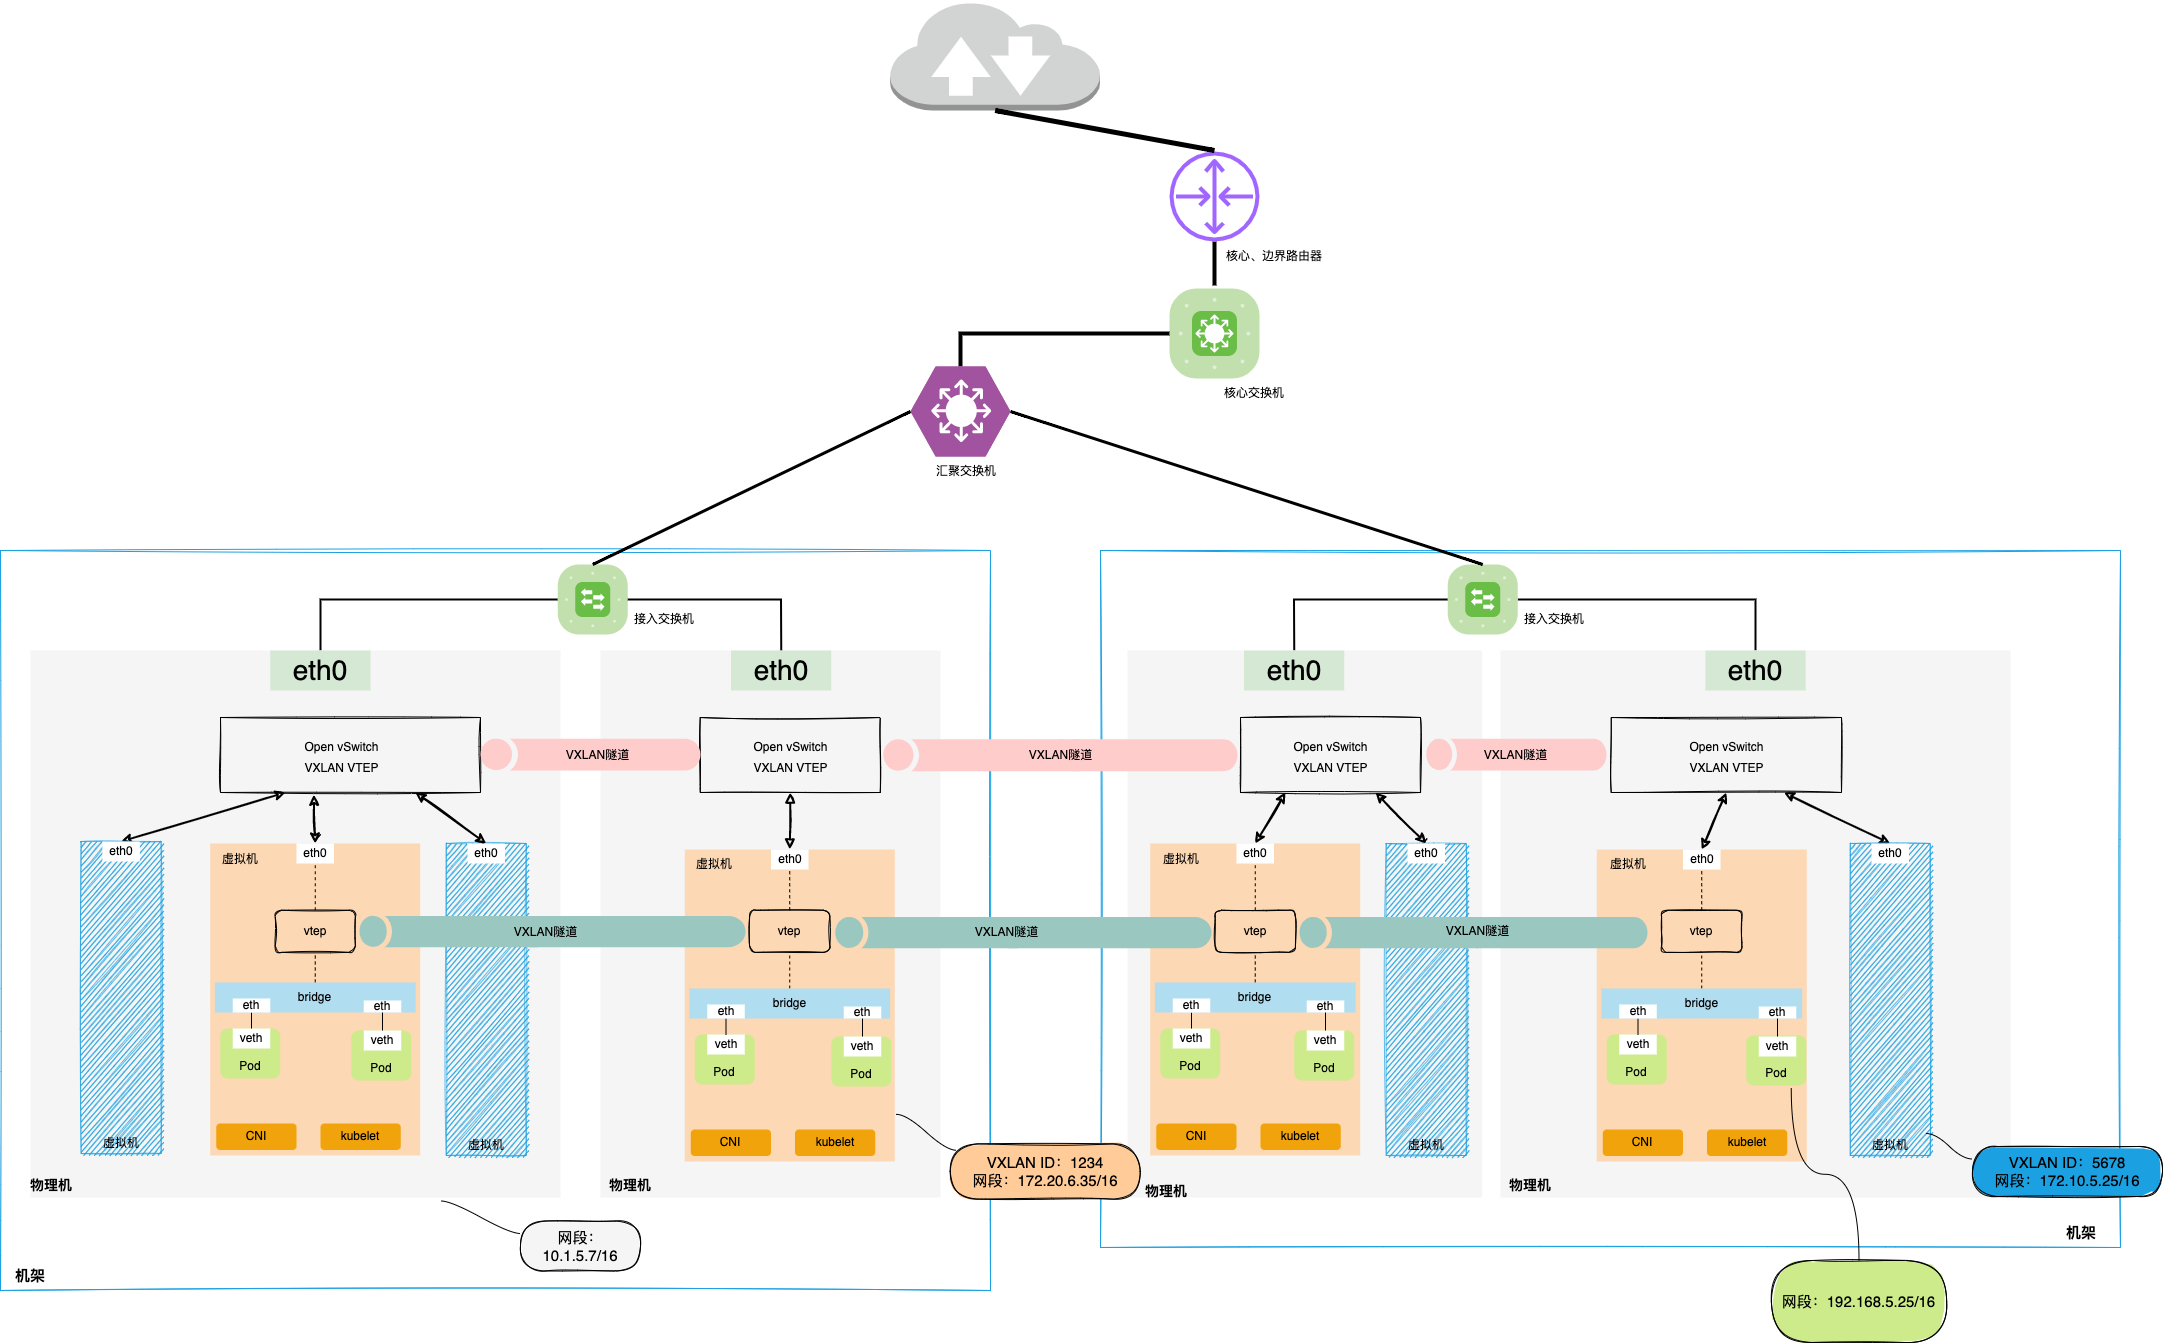 核心、边界路由器
核心交换机
汇聚交换机
接入交换机
接入交换机
eth0
eth0
eth0
eth0
Open vSwitch
VXLAN VTEP
VXLAN隧道
Open vSwitch
VXLAN VTEP
VXLAN隧道
Open vSwitch
VXLAN VTEP
VXLAN隧道
Open vSwitch
VXLAN VTEP
eth0
虚拟机
eth0
eth0
虚拟机
eth0
虚拟机
eth0
eth0
虚拟机
eth0
eth0
vtep
VXLAN隧道
vtep
VXLAN隧道
vtep
VXLAN隧道
vtep
bridge
eth
eth
veth
veth
Pod
Pod
CNI
kubelet
bridge
eth
eth
veth
veth
Pod
Pod
CNI
kubelet
bridge
eth
eth
veth
veth
Pod
Pod
CNI
kubelet
bridge
eth
eth
veth
veth
Pod
Pod
CNI
kubelet
虚拟机
虚拟机
虚拟机
虚拟机
物理机
物理机
物理机
物理机
VXLAN ID：1234
网段：172.20.6.35/16
VXLAN ID：5678
网段：172.10.5.25/16
网段：
10.1.5.7/16
机架
机架
网段：192.168.5.25/16